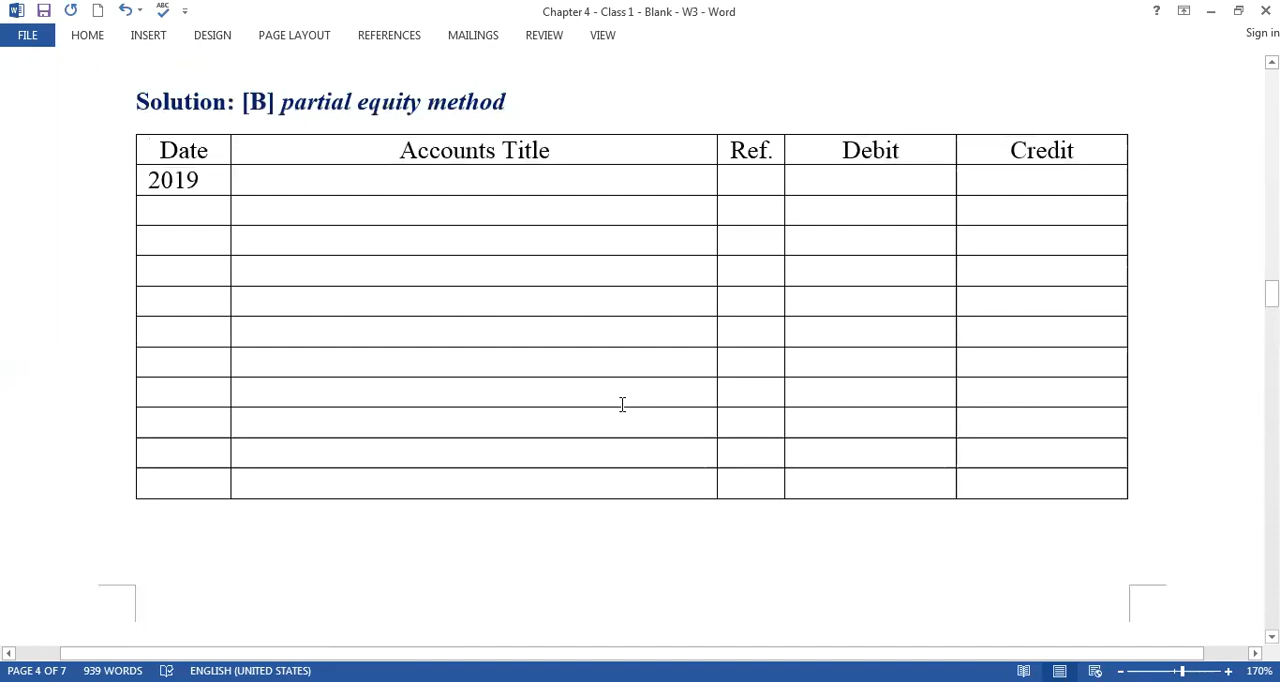 Chapter 4 - Class 1 - Blank - W3 - Word
?
Sign in
FILE HOME INSERT DESIGN PAGE LAYOUT REFERENCES MAILINGS REVIEW VIEW
Solution: [B] partial equity method
Date Accounts Title Ref. Debit Credit
2019
PAGE 4 OF 7 939 WORDS ENGLISH (UNITED STATES) 170%